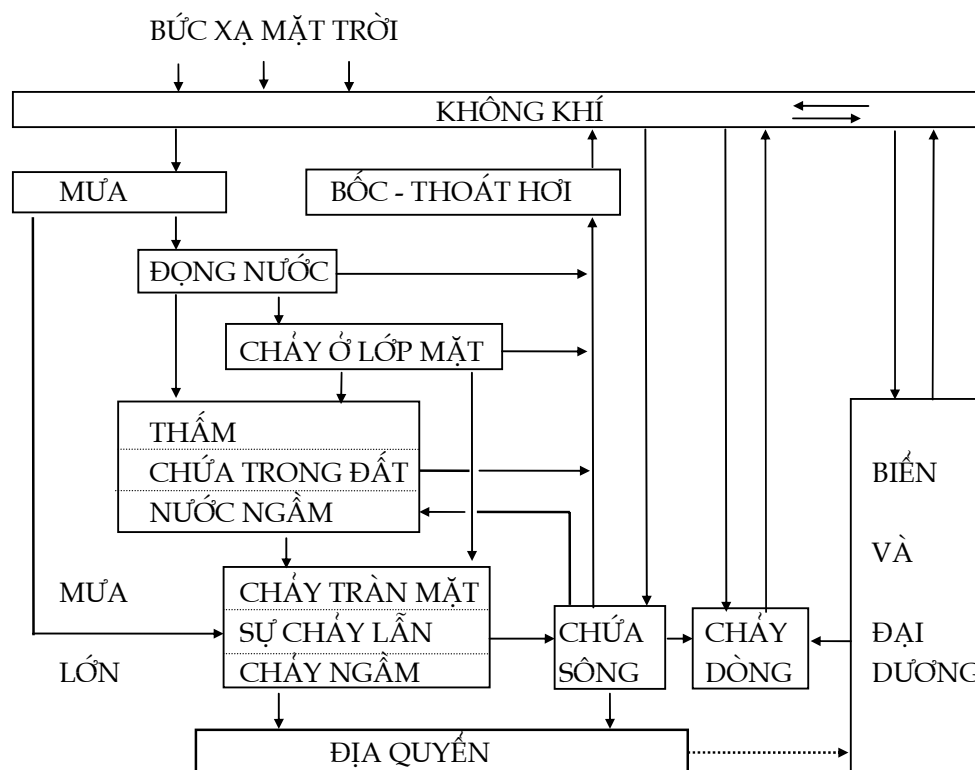 BỨC XẠ MẶT TRỜI
KHÔNG KHÍ
MƯA
BỐC - THOÁT HƠI
ĐỌNG NƯỚC
CHẢY Ở LỚP MẶT
THẤM
CHỨA TRONG ĐẤT
NƯỚC NGẦM
MƯA
LỚN
CHẢY TRÀN MẶT
SỰ CHẢY LẪN
CHẢY NGẦM
CHỨA
SÔNG
CHẢY
DÒNG
BIỂN
VÀ
ĐẠI
DƯƠNG
ĐỊA QUYỂN